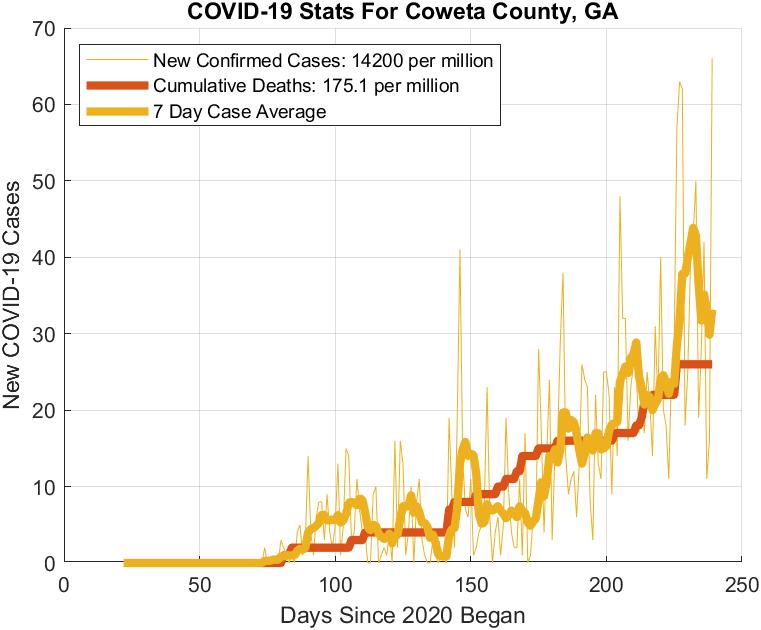 COVID-19 Stats For Coweta County, GA
70
60
50
40
30
20
10
0
New COVID-19 Cases
New Confirmed Cases: 14200 per million
Cumulative Deaths: 175.1 per million
7 Day Case Average
0
50
100
150
200
250
Days Since 2020 Began